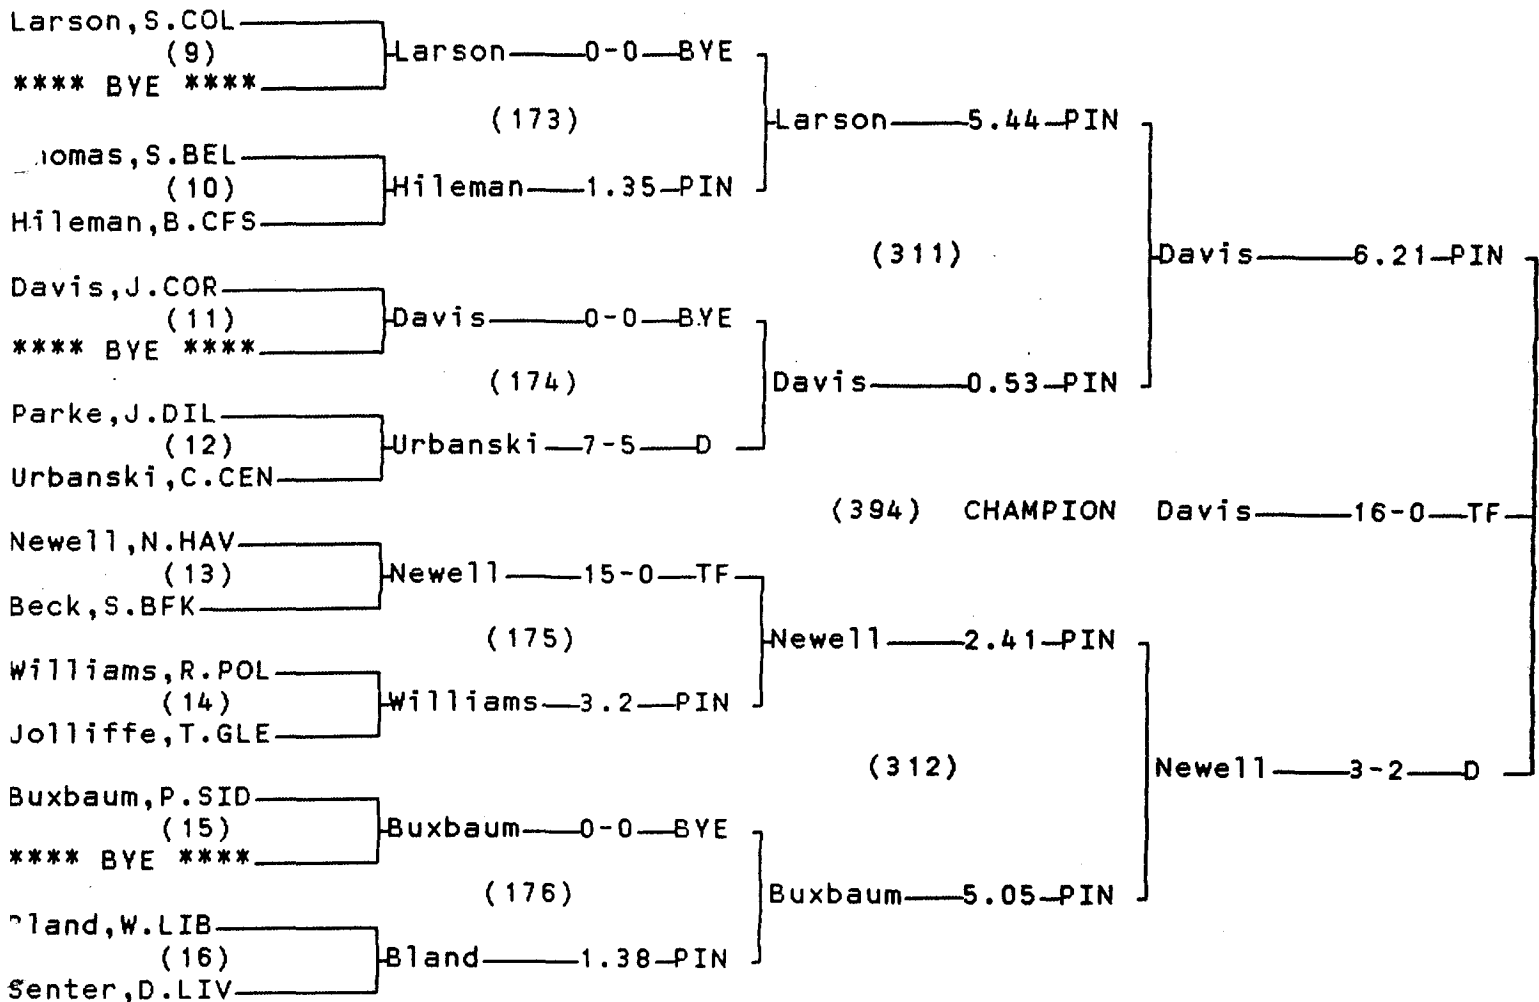 Larson,S.COL
(9) Larson 0-0 BYE
**** BYE ****
(173) Larson 5.44 PIN
homas,S.BEL
(10) Hileman 1.35 PIN
Hileman,B.CFS
(311) Davis 6.21 PIN
Davis,J.COR
(11) Davis 0-0 BYE
**** BYE ****
(174) Davis 0.53 PIN
Parke,J.DIL
(12) Urbanski 7-5 D
Urbanski,C.CEN
(394) CHAMPION Davis 16-0 TF
Newell,N.HAV
(13) Newell 15-0 TF
Beck,S.BFK
(175) Newell 2.41 PIN
Williams,R.POL
(14) Williams 3.2 PIN
Jolliffe,T.GLE
(312) Newell 3-2 D
Buxbaum,P.SID
(15) Buxbaum 0-0 BYE
**** BYE ****
(176) Buxbaum 5.05 PIN
land,W.LIB
(16) Bland 1.38 PIN
Senter,D.LIV